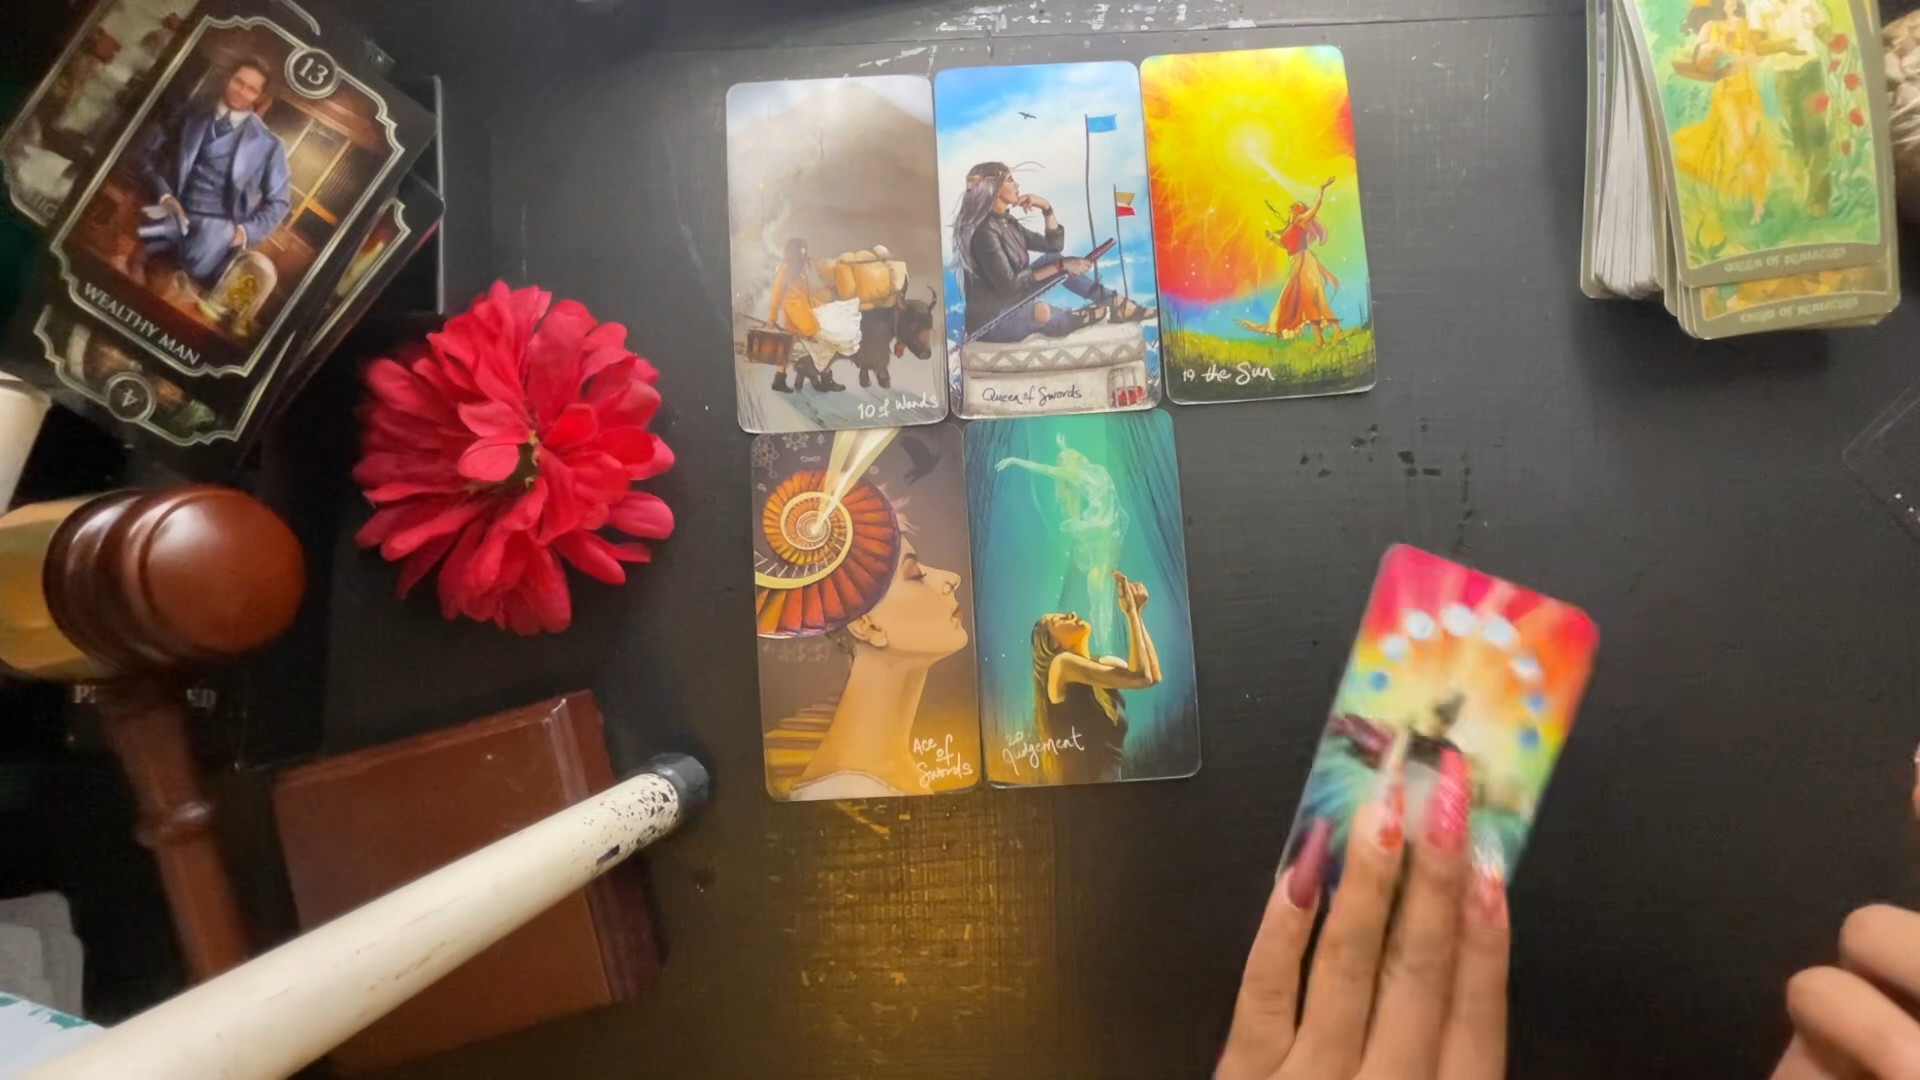 13
WEALTHY MAN
4
10 of Wands
Queen of Swords
19 the Sun
Ace
of
Swords
20
Judgement
QUEEN OF PENTACLES